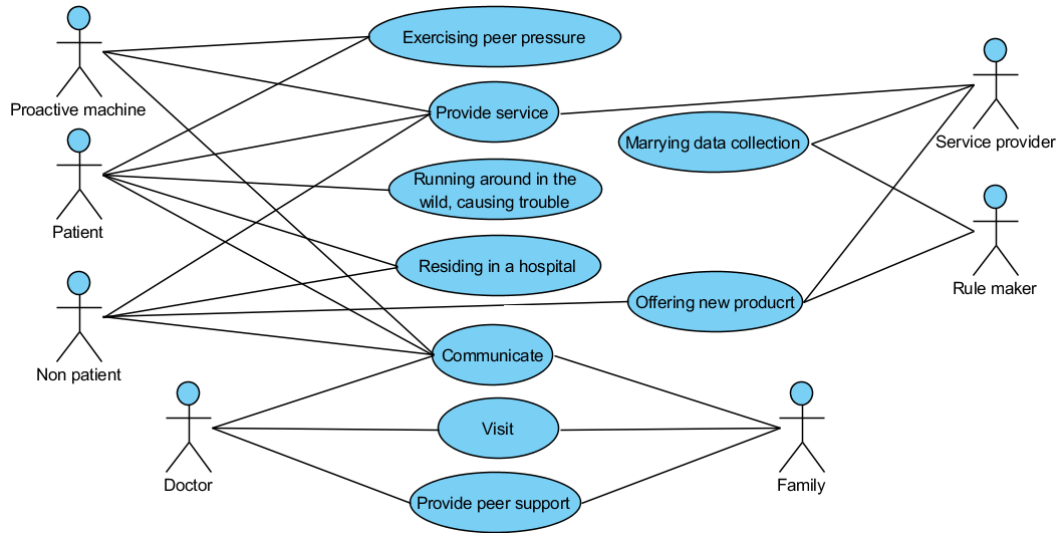 Exercising peer pressure
Proactive machine
Provide service
Service provider
Marrying data collection
Running around in the
wild, causing trouble
Patient
Residing in a hospital
Rule maker
Offering new producrt
Non patient
Communicate
Visit
Doctor
Family
Provide peer support